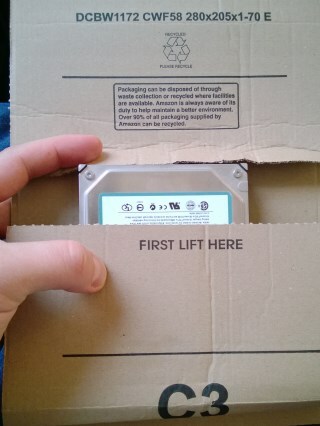 DCBW1172 CWF58 280x205x1-70 E
RECYCLED
PLEASE RECYCLE
Packaging can be disposed of through
waste collection or recycled where facilities
are available. Amazon is always aware of its
duty to help maintain a better environment.
Over 90% of all packaging supplied by
Amazon can be recycled.
FIRST LIFT HERE
C3